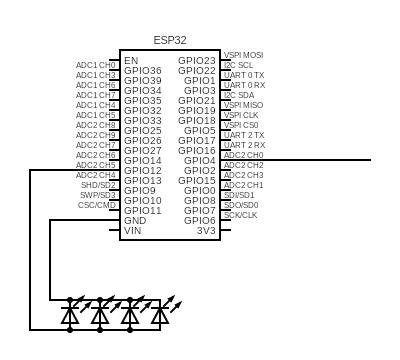 ESP32
EN
ADC1 CH0 GPIO36
ADC1 CH3 GPIO39
ADC1 CH6 GPIO34
ADC1 CH7 GPIO35
ADC1 CH4 GPIO32
ADC1 CH5 GPIO33
ADC2 CH8 GPIO25
ADC2 CH9 GPIO26
ADC2 CH7 GPIO27
ADC2 CH6 GPIO14
ADC2 CH5 GPIO12
ADC2 CH4 GPIO13
SHD/SD2 GPIO9
SWP/SD3 GPIO10
CSC/CMD GPIO11
GND
VIN
GPIO23 VSPI MOSI
GPIO22 I2C SCL
GPIO1 UART 0 TX
GPIO3 UART 0 RX
GPIO21 I2C SDA
GPIO19 VSPI MISO
GPIO18 VSPI CLK
GPIO5 VSPI CS0
GPIO17 UART 2 TX
GPIO16 UART 2 RX
GPIO4 ADC2 CH0
GPIO2 ADC2 CH2
GPIO15 ADC2 CH3
GPIO0 ADC2 CH1
GPIO8 SDI/SD1
GPIO7 SDO/SD0
GPIO6 SCK/CLK
3V3